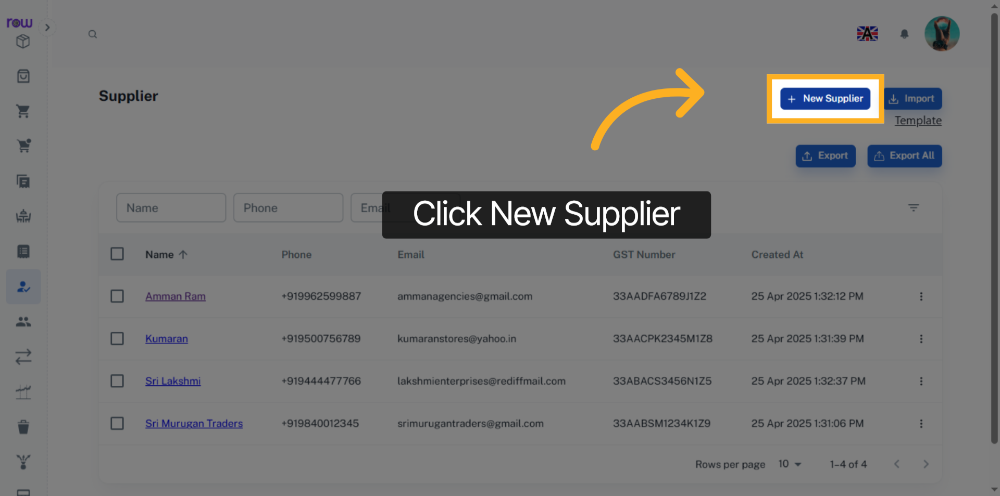 row
A
Supplier
+ New Supplier
Import
Template
Export
Export All
Name
Phone
Email
Click New Supplier
Name Phone Email GST Number Created At
Amman Ram +919962599887 ammanagencies@gmail.com 33AADFA6789J1Z2 25 Apr 2025 1:32:12 PM
Kumaran +919500756789 kumaranstores@yahoo.in 33AACPK2345M1Z8 25 Apr 2025 1:31:39 PM
Sri Lakshmi +919444477766 lakshmienterprises@rediffmail.com 33ABACS3456N1Z5 25 Apr 2025 1:32:37 PM
Sri Murugan Traders +919840012345 srimurugantraders@gmail.com 33AABSM1234K1Z9 25 Apr 2025 1:31:06 PM
Rows per page 10 1–4 of 4